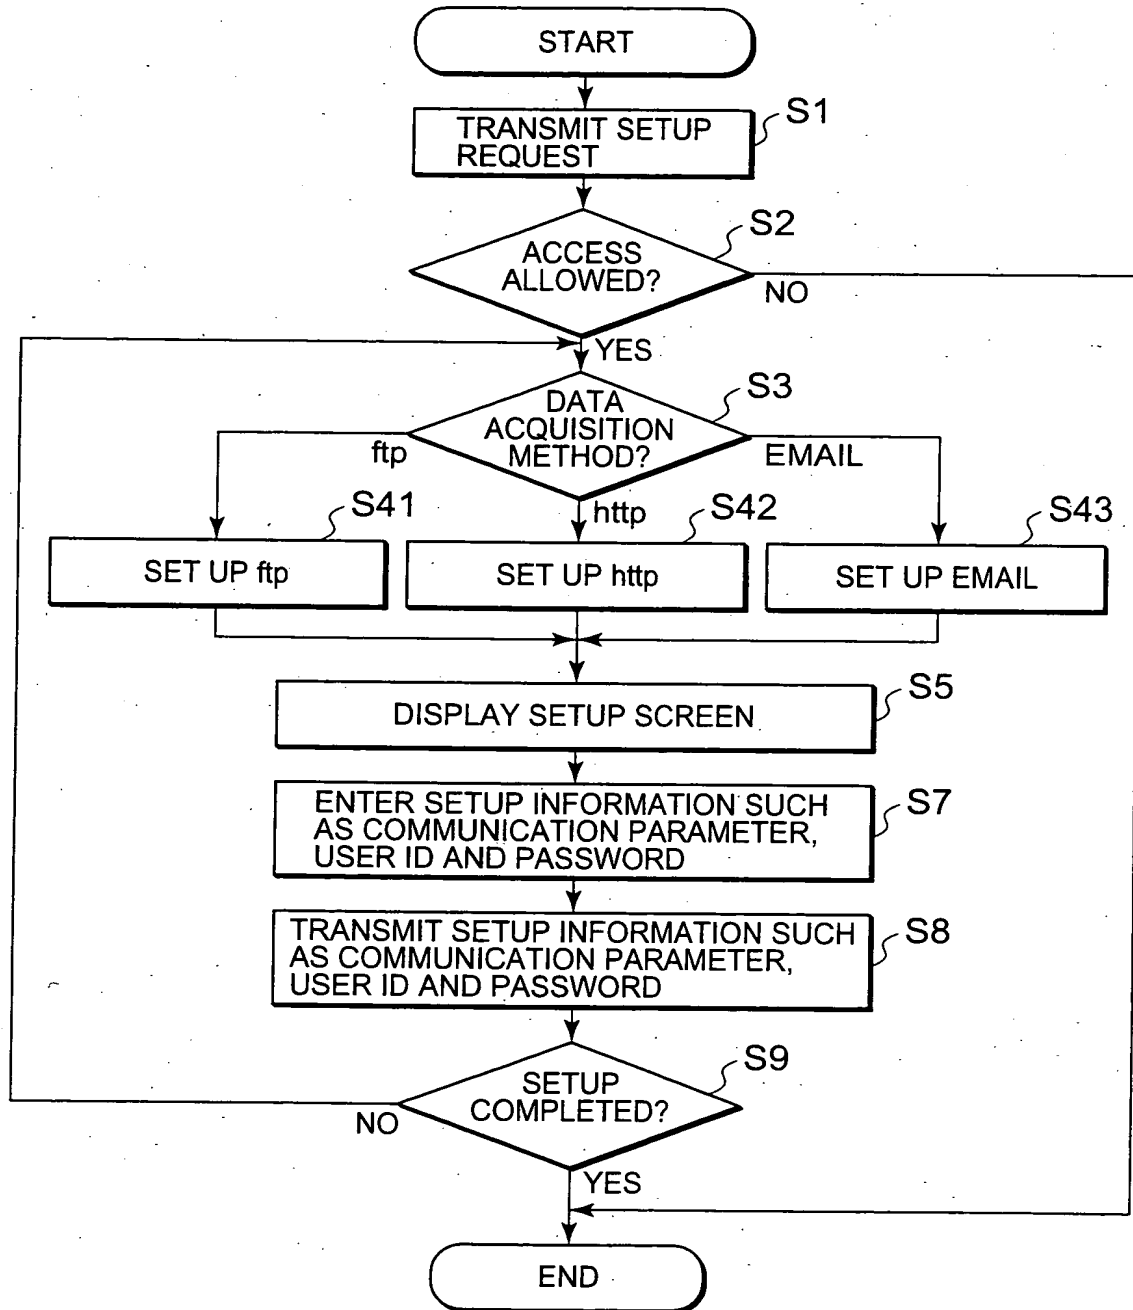 START
S1
TRANSMIT SETUP
REQUEST
S2
ACCESS
ALLOWED?
NO
YES
S3
DATA
ACQUISITION
METHOD?
ftp
EMAIL
http
S41
S42
S43
SET UP ftp
SET UP http
SET UP EMAIL
S5
DISPLAY SETUP SCREEN
S7
ENTER SETUP INFORMATION SUCH
AS COMMUNICATION PARAMETER,
USER ID AND PASSWORD
S8
TRANSMIT SETUP INFORMATION SUCH
AS COMMUNICATION PARAMETER,
USER ID AND PASSWORD
S9
SETUP
COMPLETED?
NO
YES
END